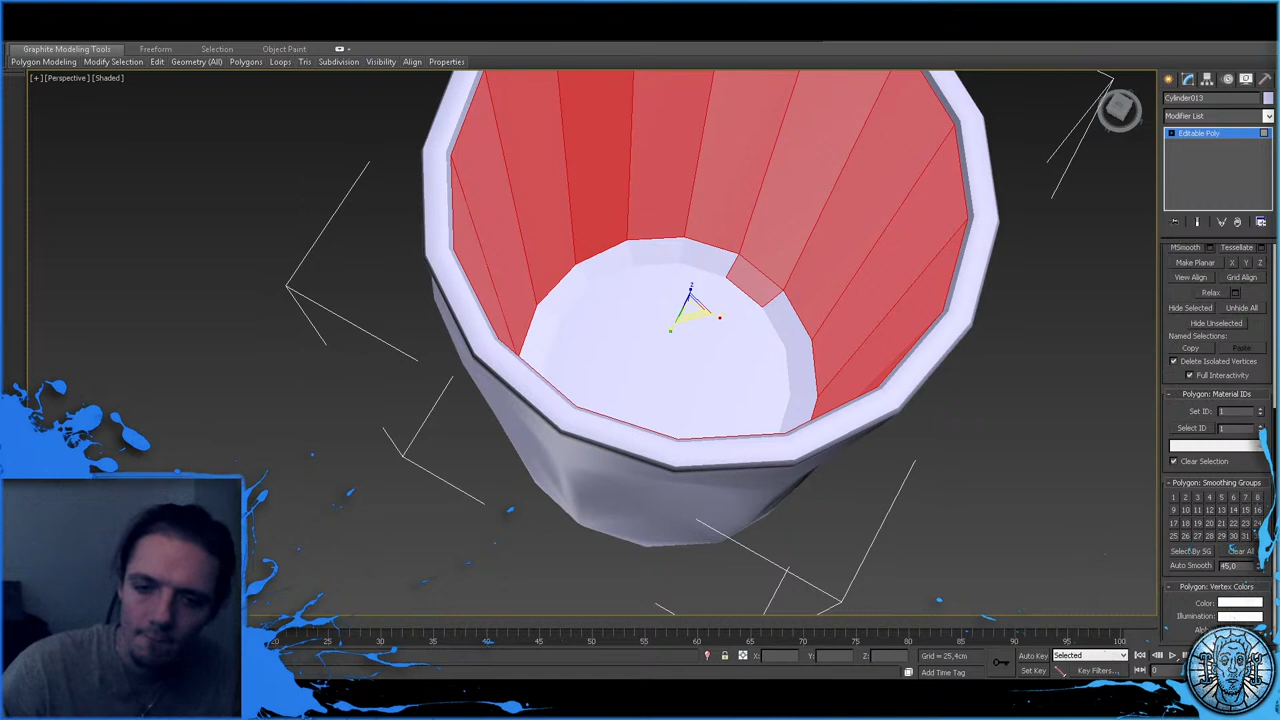 Graphite Modeling Tools Freeform Selection Object Paint
Polygon Modeling Modify Selection Edit Geometry (All) Polygons Loops Tris Subdivision Visibility Align Properties
[+] [Perspective] [Shaded]
Cylinder013
Modifier List
Editable Poly
MSmooth Tessellate
Make Planar X Y Z
View Align Grid Align
Relax
Hide Selected Unhide All
Hide Unselected
Named Selections:
Copy Paste
Delete Isolated Vertices
Full Interactivity
- Polygon: Material IDs
Set ID: 1
Select ID 1
Clear Selection
- Polygon: Smoothing Groups
1 2 3 4 5 6 7 8
9 10 11 12 13 14 15 16
17 18 19 20 21 22 23 24
25 26 27 28 29 30 31
Select By SG Clear All
Auto Smooth 45,0
- Polygon: Vertex Colors
Color:
Illumination:
Alph
20 25 30 35 40 45 50 55 60 65 70 75 80 85 90 95 100
X: Y: Z: Grid = 25,4cm Auto Key Selected
Add Time Tag Set Key Key Filters... 0